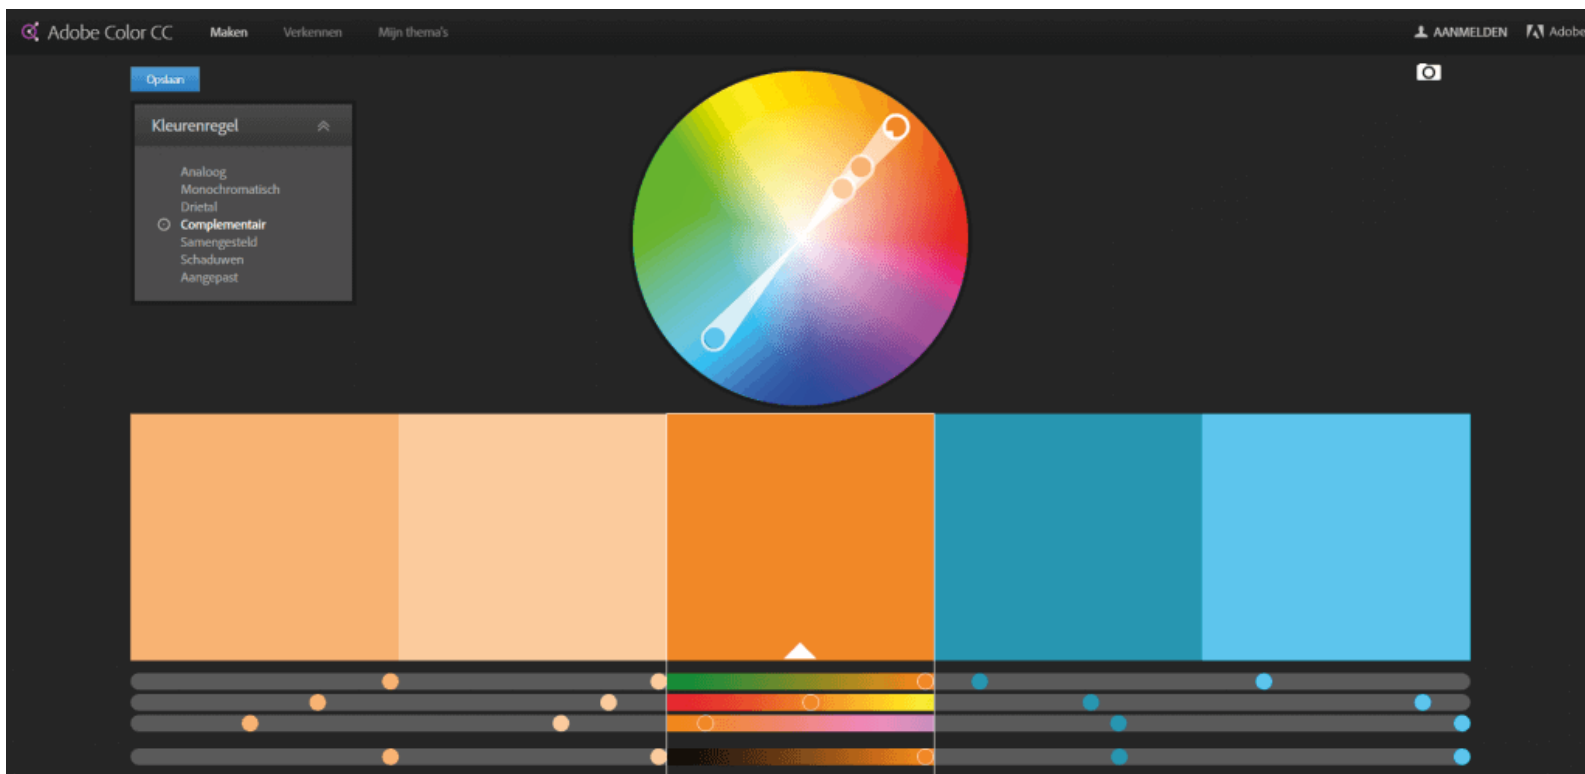 Adobe Color CC Maken Verkennen Mijn thema's AANMELDEN Adobe
Opslaan
Kleurenregel
Analoog
Monochromatisch
Drietal
Complementair
Samengesteld
Schaduwen
Aangepast